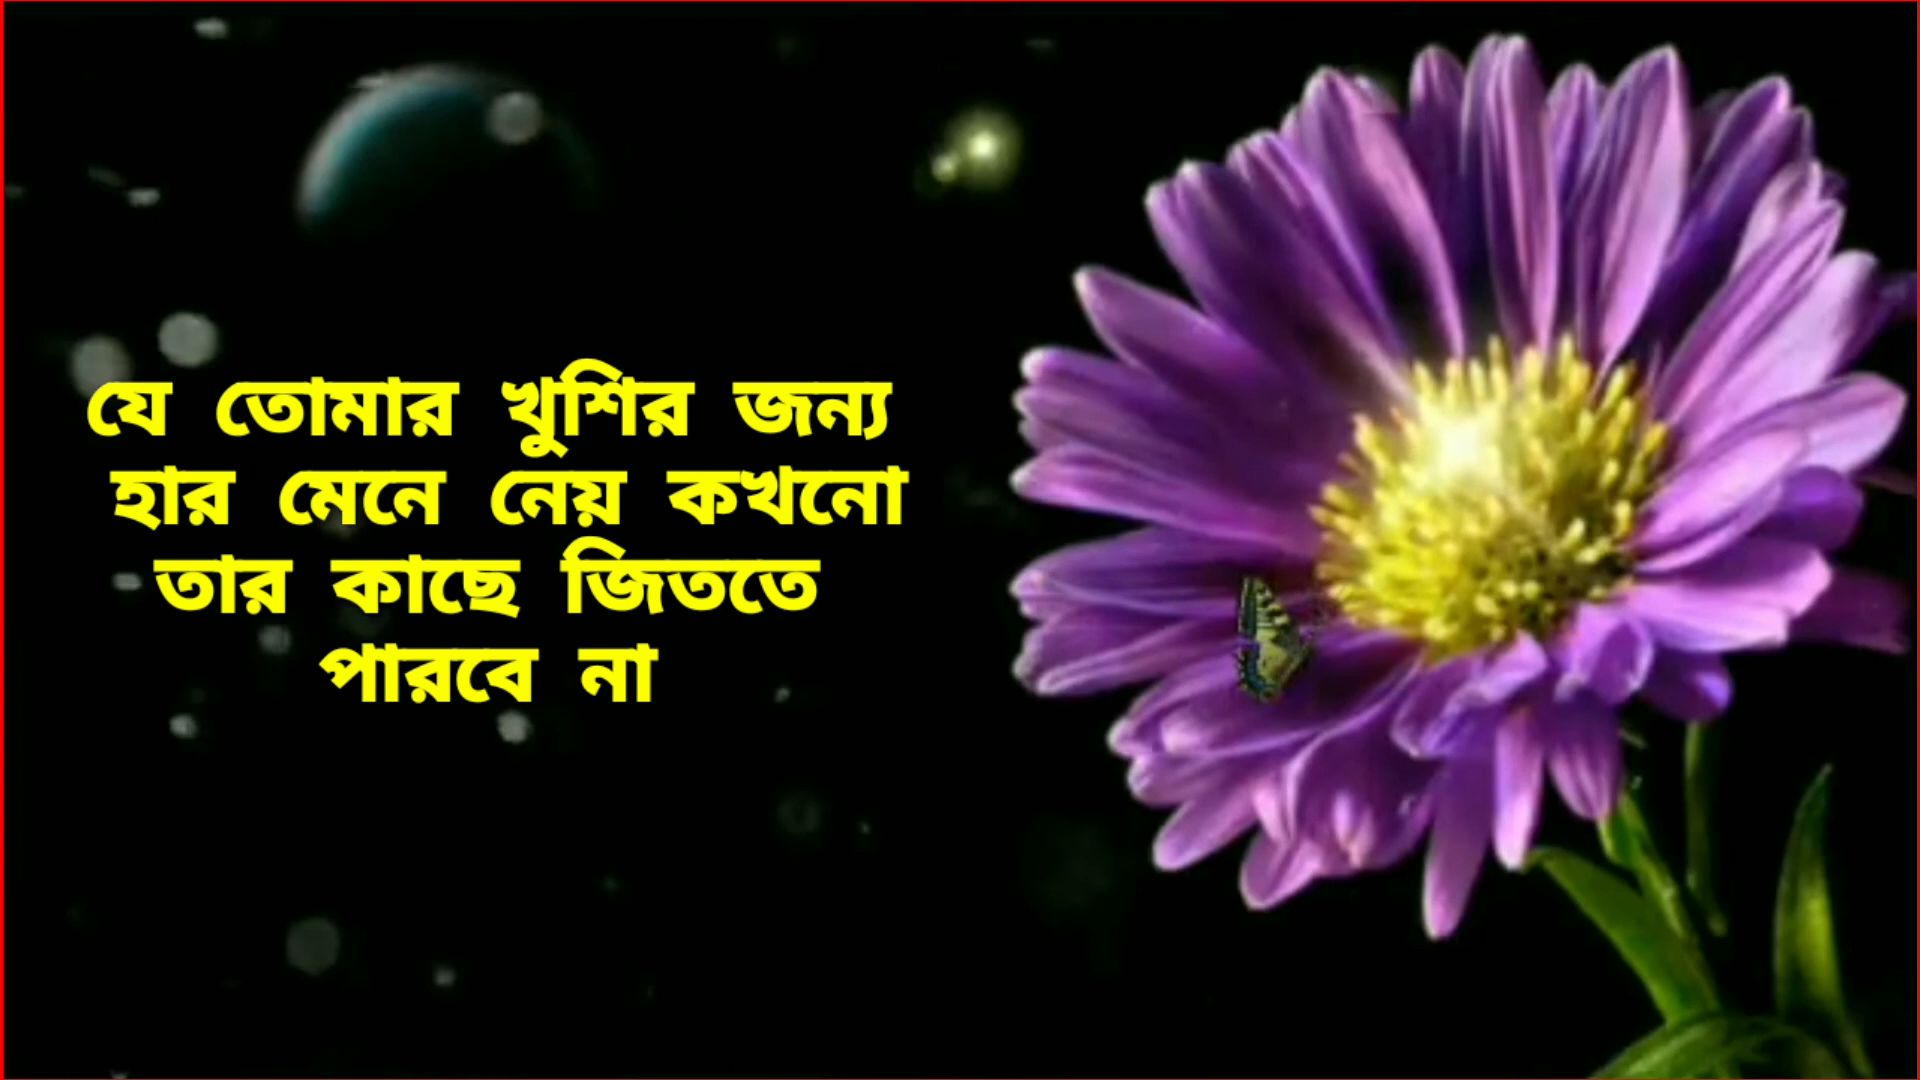 যে তোমার খুশির জন্য
হার মেনে নেয় কখনো
তার কাছে জিততে
পারবে না